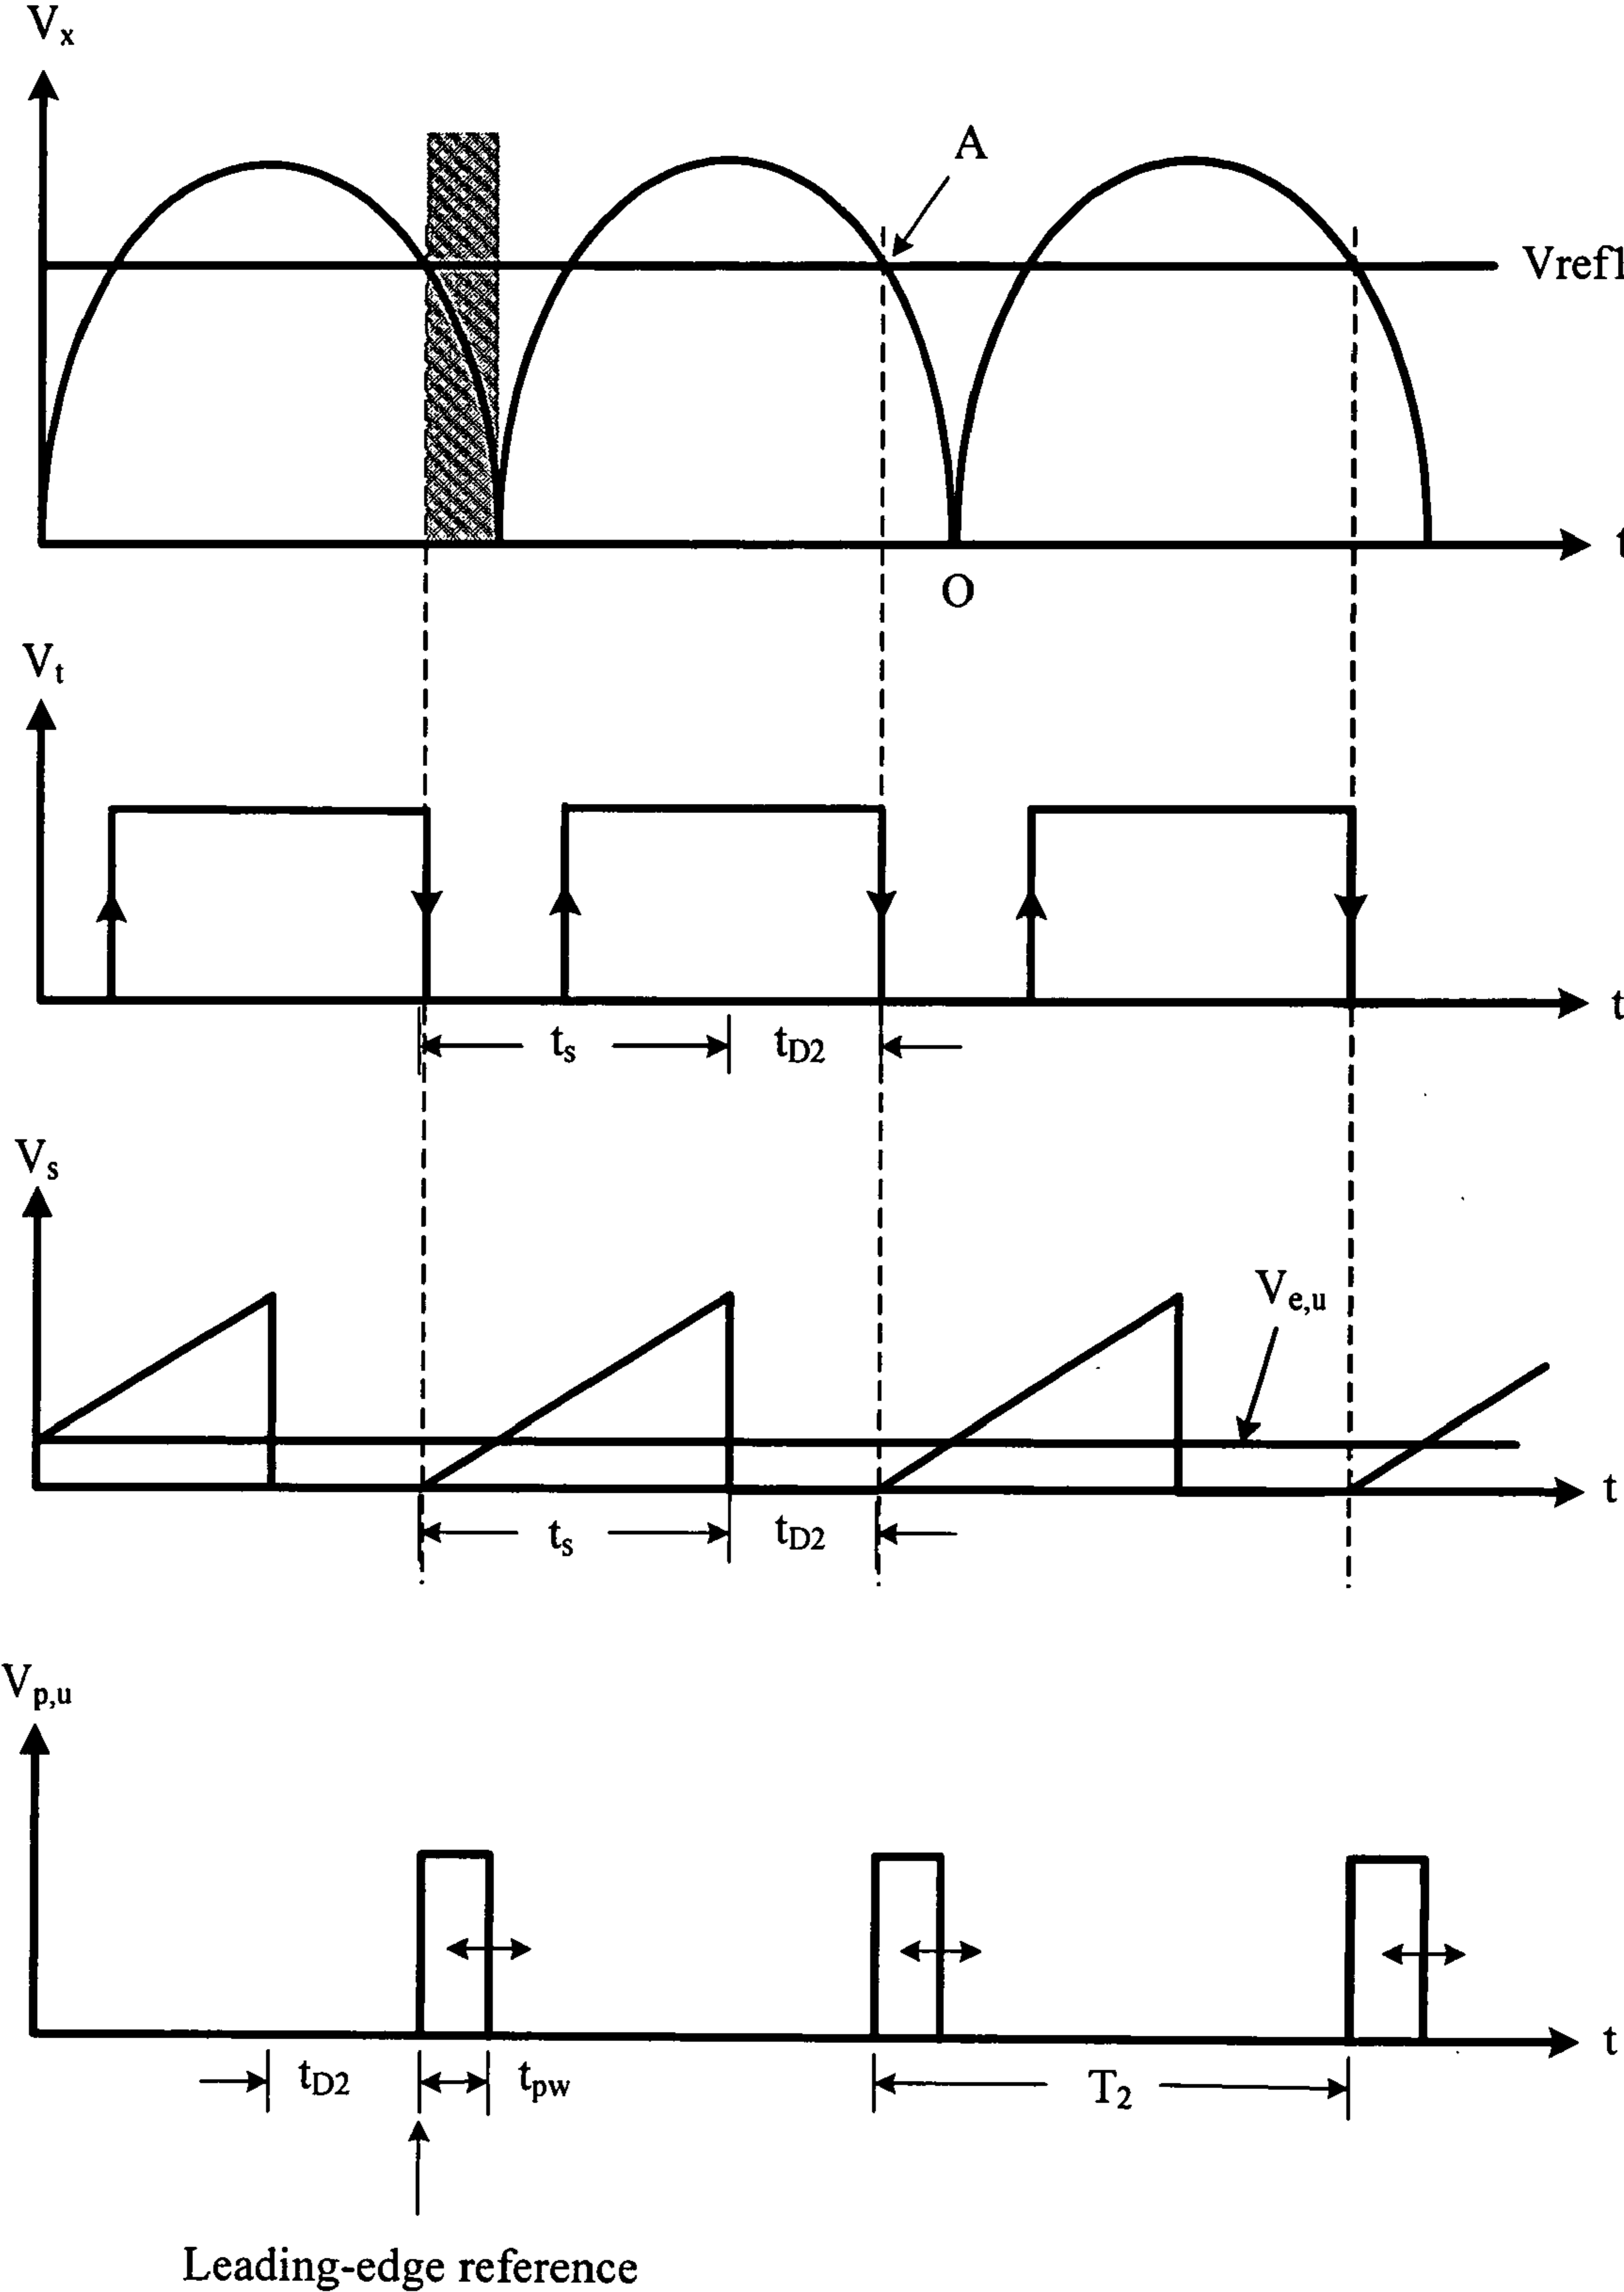 Vx
A
Vref1
t
O
Vt
t
ts
tD2
Vs
Ve,u
t
ts
tD2
Vp,u
t
tD2
tpw
T2
Leading-edge reference